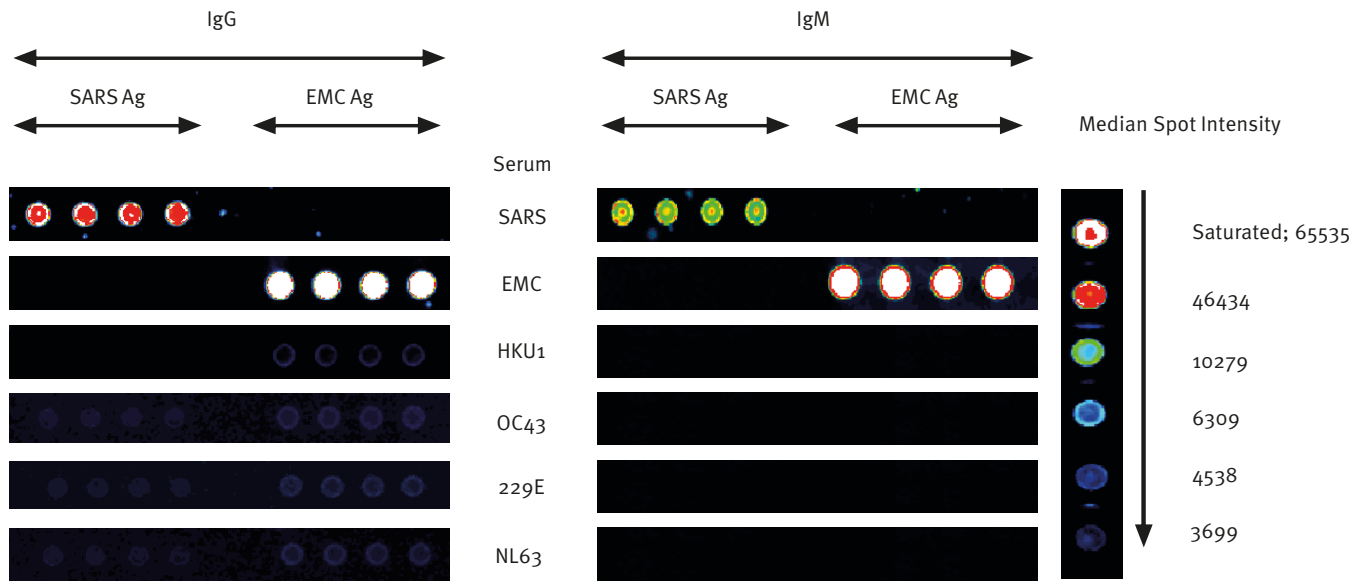 IgG IgM
SARS Ag EMC Ag SARS Ag EMC Ag Median Spot Intensity
Serum
SARS Saturated; 65535
EMC 46434
HKU1 10279
OC43 6309
229E 4538
NL63 3699